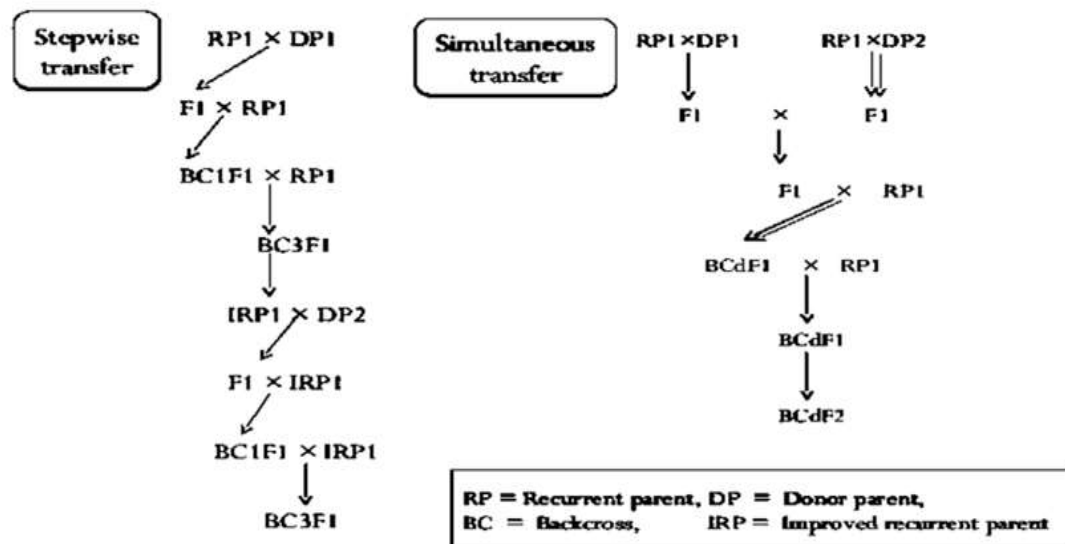 Stepwise transfer
RP1 × DP1
F1 × RP1
BC1F1 × RP1
BC3F1
IRP1 × DP2
F1 × IRP1
BC1F1 × IRP1
BC3F1
Simultaneous transfer
RP1×DP1 RP1×DP2
F1 × F1
F1 × RP1
BCdF1 × RP1
BCdF1
BCdF2
RP = Recurrent parent, DP = Donor parent,
BC = Backcross, IRP = Improved recurrent parent